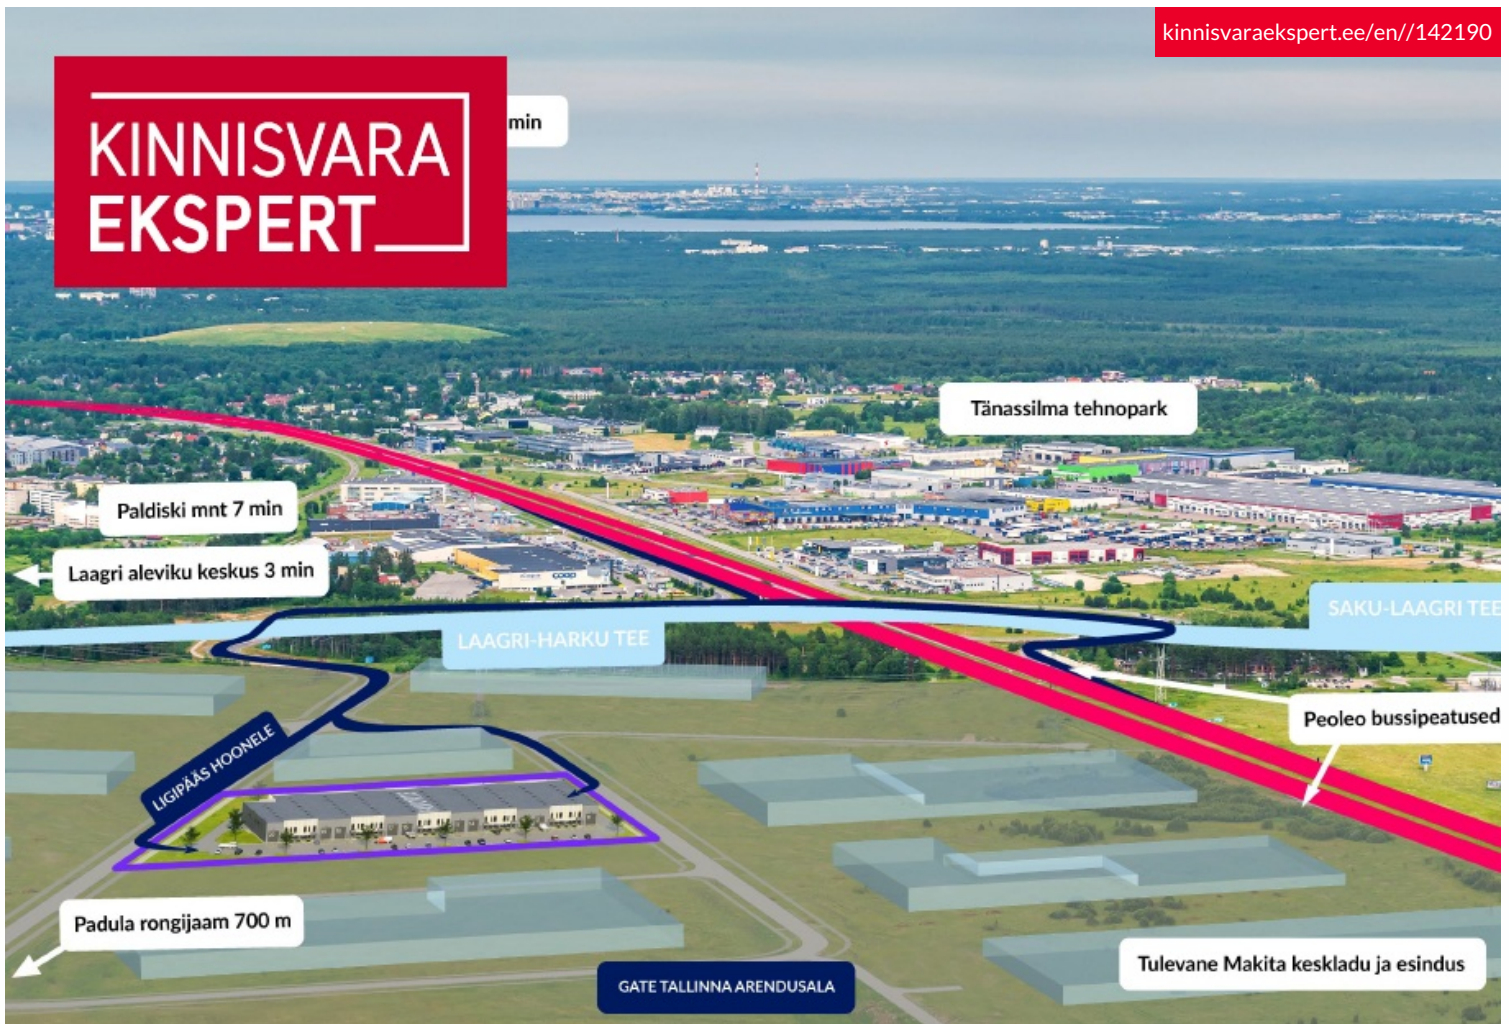 kinnisvaraekspert.ee/en//142190
KINNISVARA
EKSPERT
min
Tänassilma tehnopark
Paldiski mnt 7 min
Laagri aleviku keskus 3 min
SAKU-LAAGRI TEE
LAAGRI-HARKU TEE
Peoleo bussipeatused
LIGIPÄÄS HOONELE
Padula rongijaam 700 m
Tulevane Makita keskladu ja esindus
GATE TALLINNA ARENDUSALA
COOP